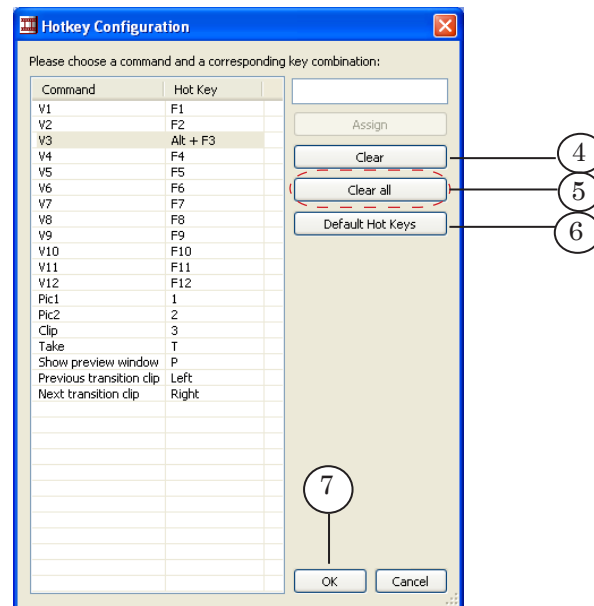 Hotkey Configuration
Please choose a command and a corresponding key combination:
Command Hot Key
V1 F1
V2 F2
V3 Alt + F3
V4 F4
V5 F5
V6 F6
V7 F7
V8 F8
V9 F9
V10 F10
V11 F11
V12 F12
Pic1 1
Pic2 2
Clip 3
Take T
Show preview window P
Previous transition clip Left
Next transition clip Right
Assign
Clear
Clear all
Default Hot Keys
4
5
6
7
OK Cancel